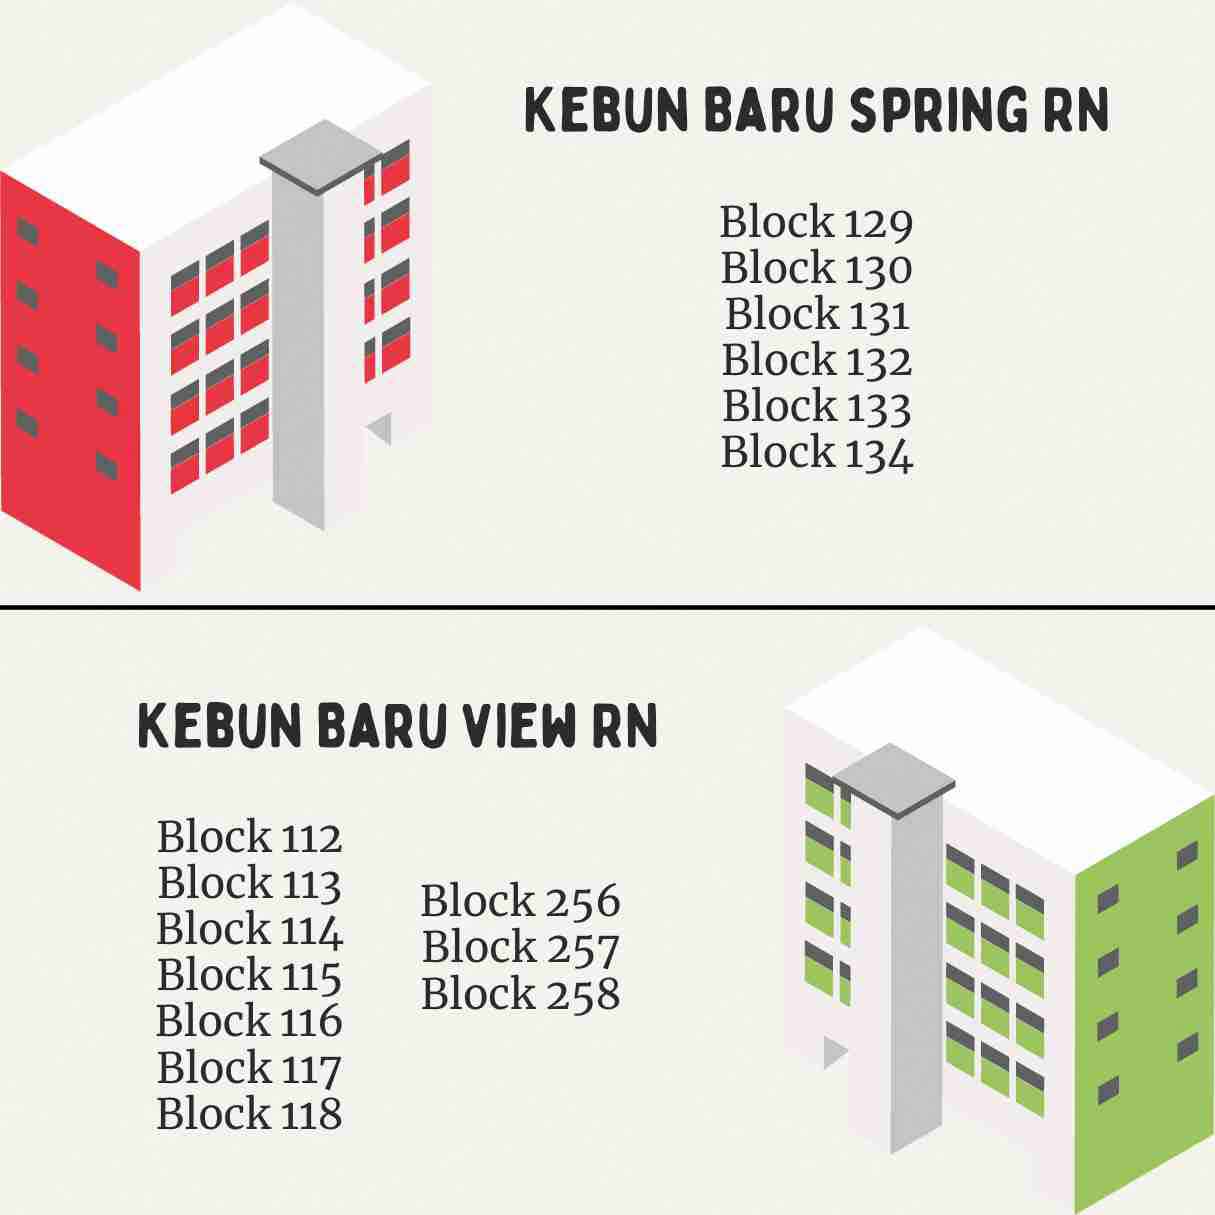 KEBUN BARU SPRING RN
Block 129
Block 130
Block 131
Block 132
Block 133
Block 134
KEBUN BARU VIEW RN
Block 112
Block 113
Block 114
Block 115
Block 116
Block 117
Block 118
Block 256
Block 257
Block 258